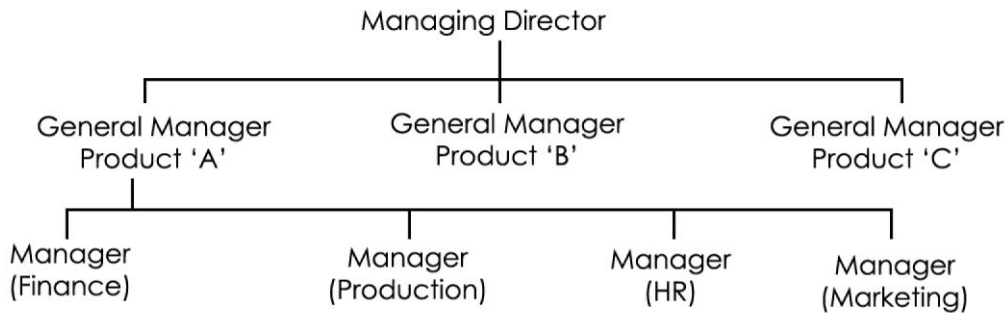 Managing Director
General Manager
Product ‘A’
General Manager
Product ‘B’
General Manager
Product ‘C’
Manager
(Finance)
Manager
(Production)
Manager
(HR)
Manager
(Marketing)